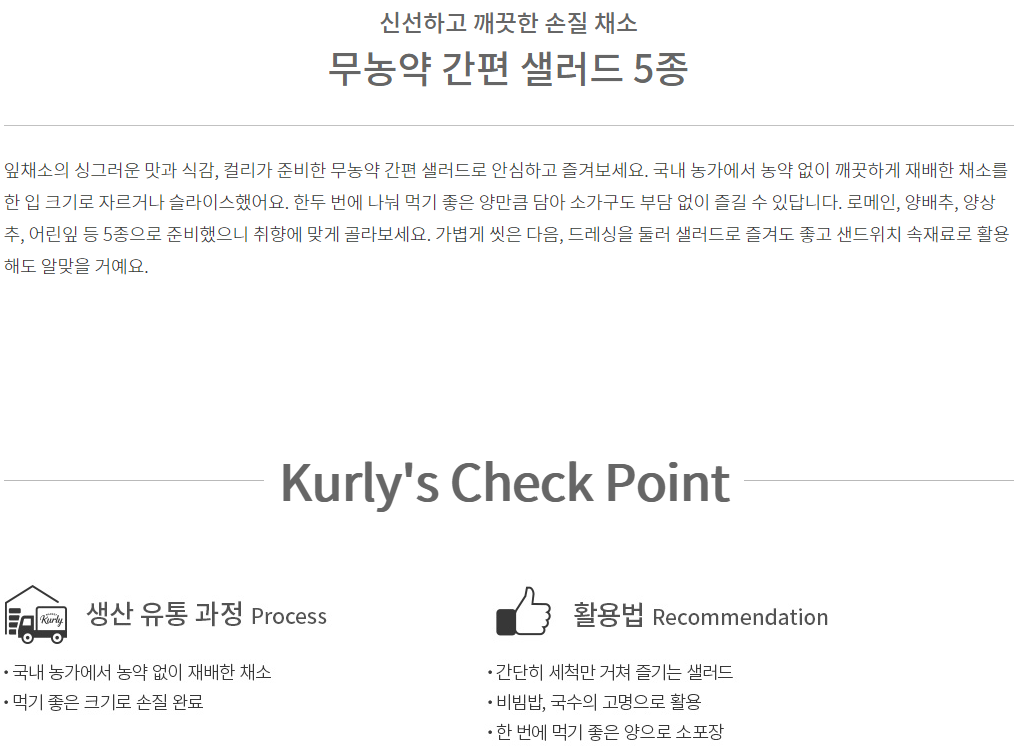 신선하고 깨끗한 손질 채소
무농약 간편 샐러드 5종
잎채소의 싱그러운 맛과 식감, 컬리가 준비한 무농약 간편 샐러드로 안심하고 즐겨보세요. 국내 농가에서 농약 없이 깨끗하게 재배한 채소를
한 입 크기로 자르거나 슬라이스했어요. 한두 번에 나눠 먹기 좋은 양만큼 담아 소가구도 부담 없이 즐길 수 있답니다. 로메인, 양배추, 양상
추, 어린잎 등 5종으로 준비했으니 취향에 맞게 골라보세요. 가볍게 씻은 다음, 드레싱을 둘러 샐러드로 즐겨도 좋고 샌드위치 속재료로 활용
해도 알맞을 거예요.
Kurly's Check Point
Kurly
생산 유통 과정 Process
• 국내 농가에서 농약 없이 재배한 채소
• 먹기 좋은 크기로 손질 완료
활용법 Recommendation
• 간단히 세척만 거쳐 즐기는 샐러드
• 비빔밥, 국수의 고명으로 활용
• 한 번에 먹기 좋은 양으로 소포장